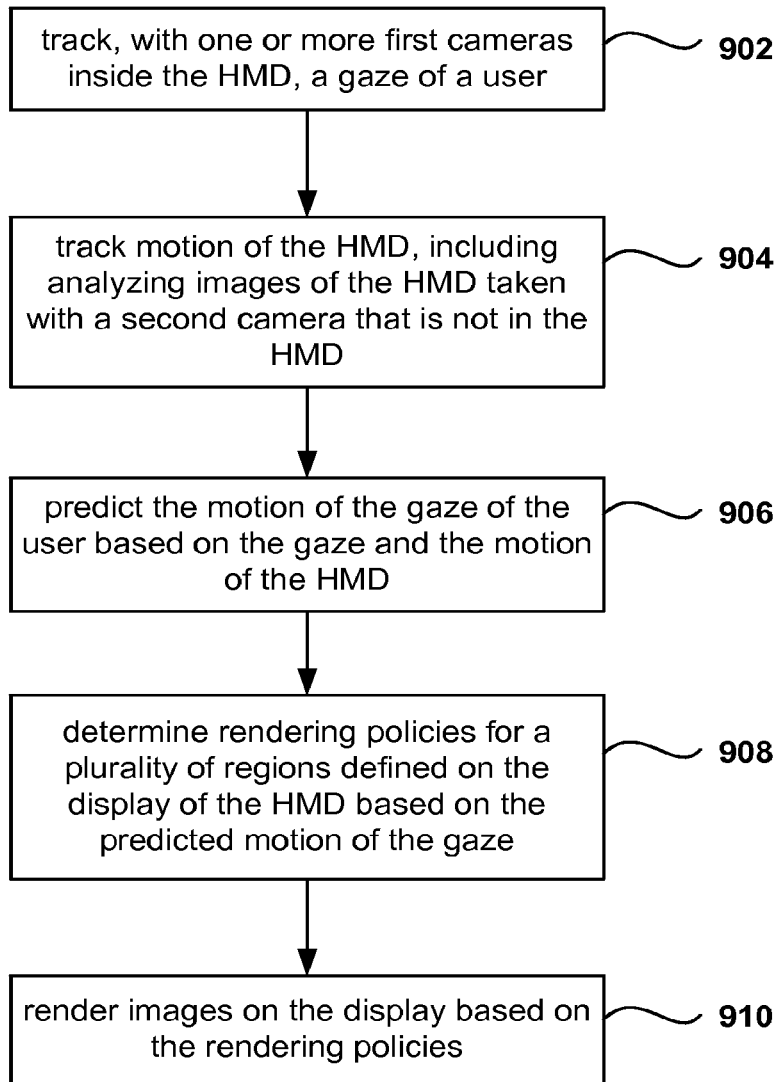 track, with one or more first cameras
inside the HMD, a gaze of a user
902
track motion of the HMD, including
analyzing images of the HMD taken
with a second camera that is not in the
HMD
904
predict the motion of the gaze of the
user based on the gaze and the motion
of the HMD
906
determine rendering policies for a
plurality of regions defined on the
display of the HMD based on the
predicted motion of the gaze
908
render images on the display based on
the rendering policies
910